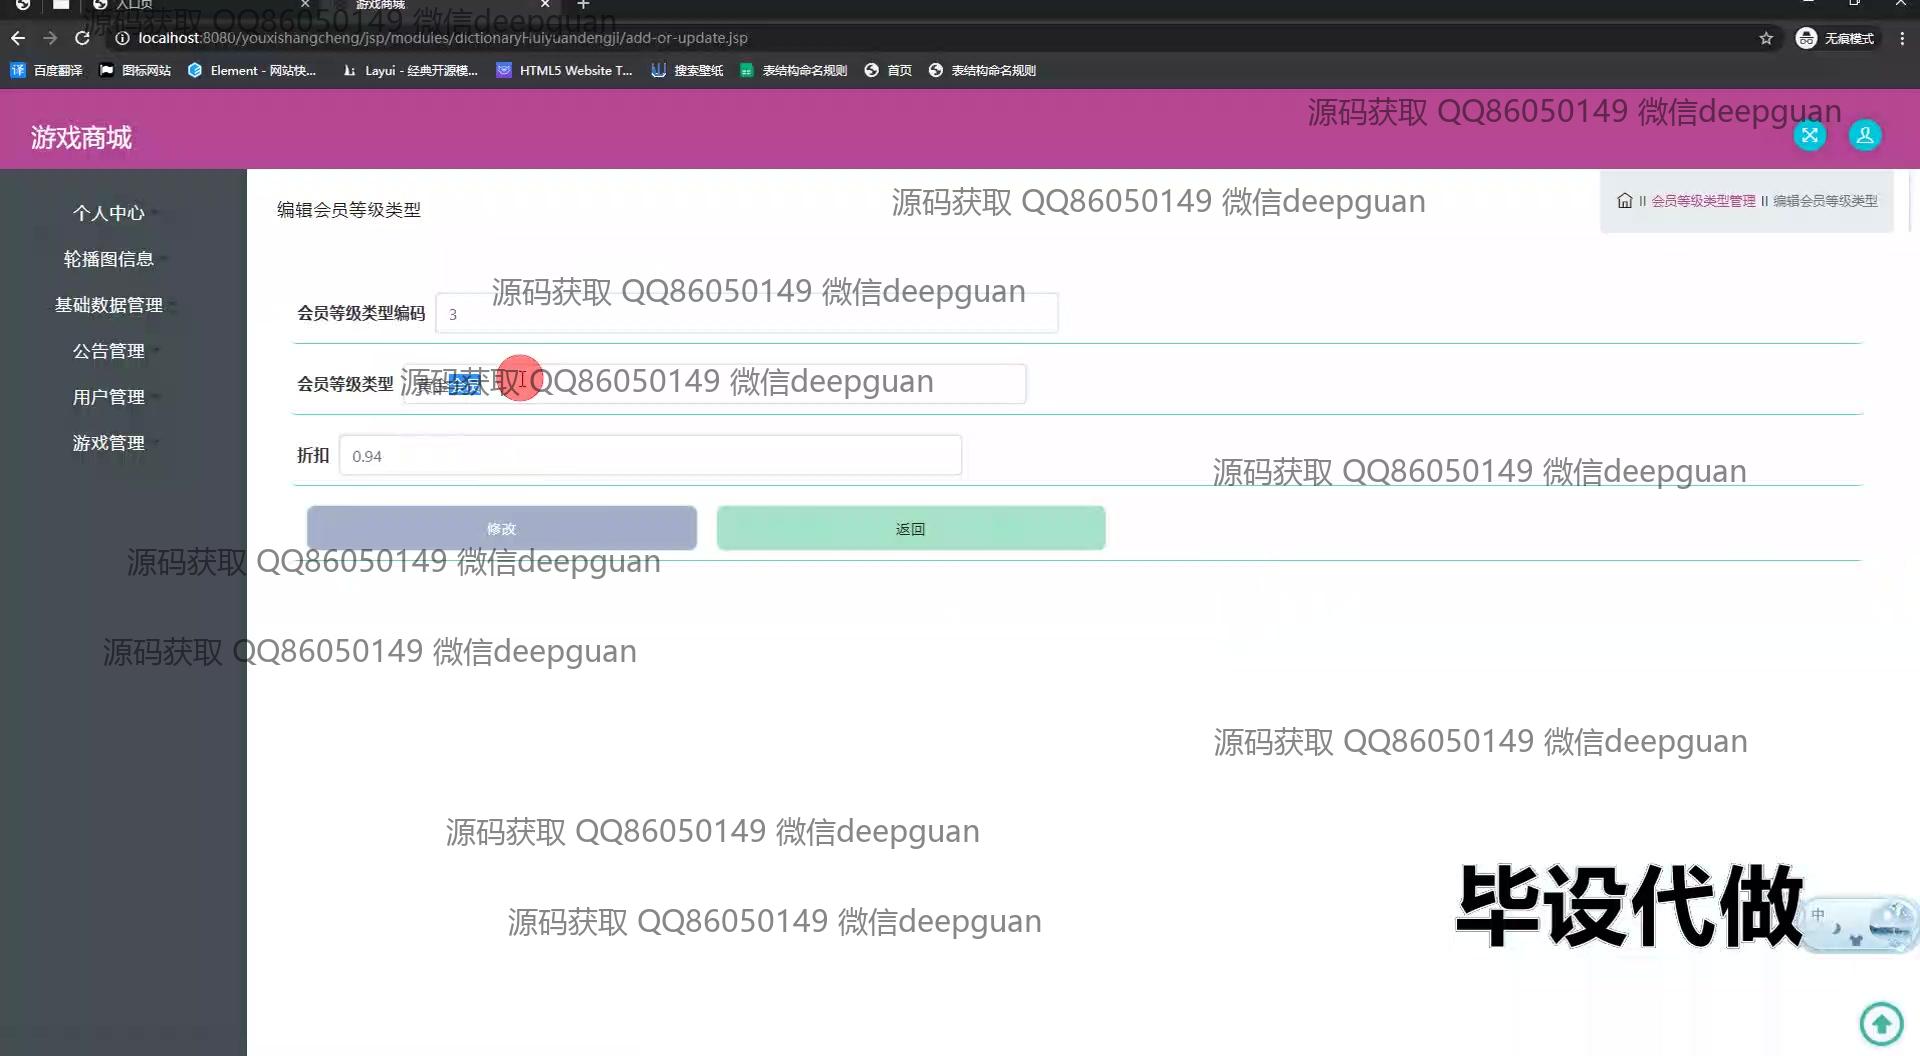 入口页
游戏商城
源码获取 QQ86050149 微信deepguan
localhost:8080/youxishangcheng/jsp/modules/dictionaryHuiyuandengji/add-or-update.jsp
无痕模式
百度翻译 图标网站 Element - 网站快... Layui - 经典开源模... HTML5 Website T... 搜索壁纸 表结构命名规则 首页 表结构命名规则
源码获取 QQ86050149 微信deepguan
游戏商城
个人中心
轮播图信息
基础数据管理
公告管理
用户管理
游戏管理
编辑会员等级类型
源码获取 QQ86050149 微信deepguan
会员等级类型管理 编辑会员等级类型
源码获取 QQ86050149 微信deepguan
会员等级类型编码 3
会员等级类型
源码获取 QQ86050149 微信deepguan
折扣 0.94
源码获取 QQ86050149 微信deepguan
修改 返回
源码获取 QQ86050149 微信deepguan
源码获取 QQ86050149 微信deepguan
源码获取 QQ86050149 微信deepguan
源码获取 QQ86050149 微信deepguan
毕设代做
中
源码获取 QQ86050149 微信deepguan